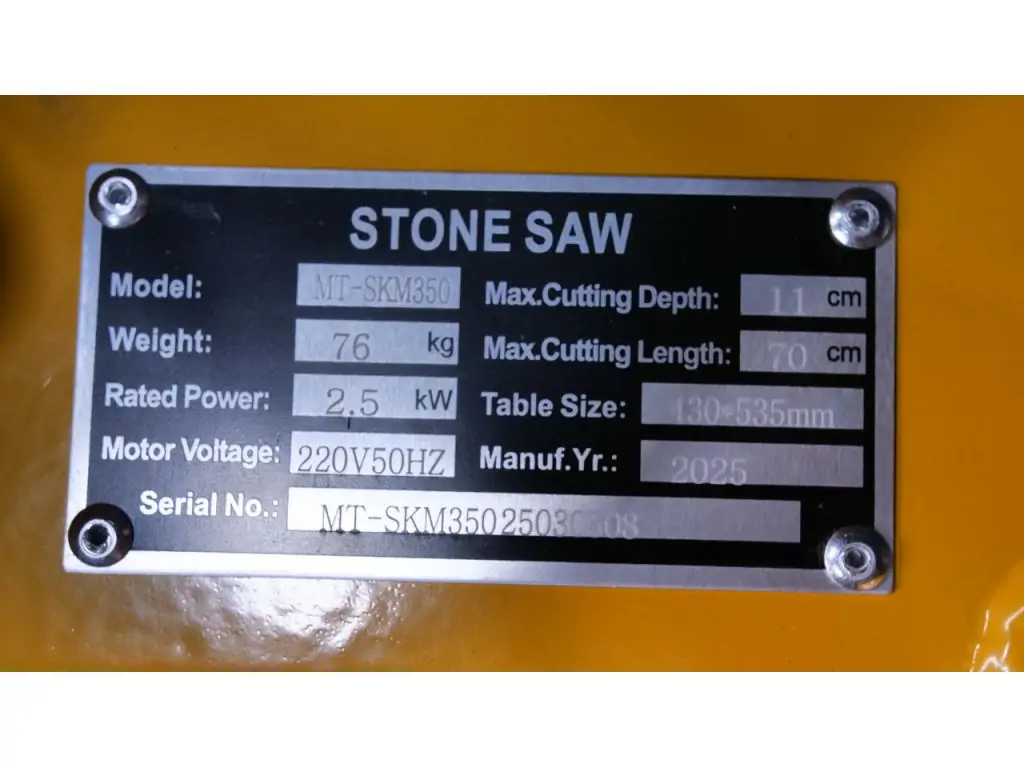 STONE SAW
Model: MT-SKM350
Max.Cutting Depth: 11 cm
Weight: 76 kg
Max.Cutting Length: 70 cm
Rated Power: 2.5 kW
Table Size:
Motor Voltage: 220V50HZ
Manuf.Yr.: 2025
Serial No.: